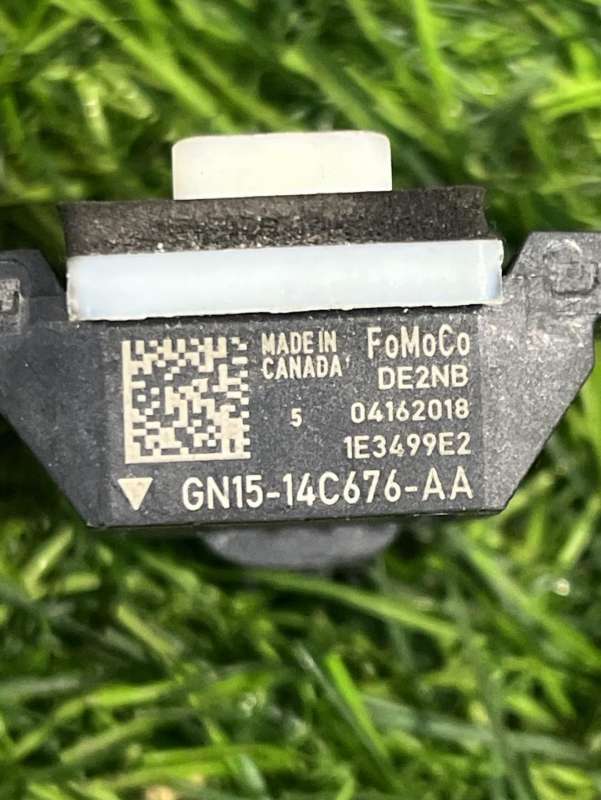 MADE IN
CANADA
FoMoCo
DE2NB
5 04162018
1E3499E2
GN15-14C676-AA